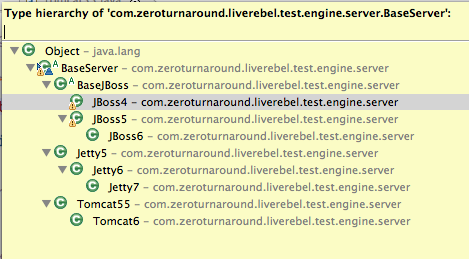 Type hierarchy of 'com.zeroturnaround.liverebel.test.engine.server.BaseServer':
Object – java.lang
BaseServer – com.zeroturnaround.liverebel.test.engine.server
BaseJBoss – com.zeroturnaround.liverebel.test.engine.server
JBoss4 – com.zeroturnaround.liverebel.test.engine.server
JBoss5 – com.zeroturnaround.liverebel.test.engine.server
JBoss6 – com.zeroturnaround.liverebel.test.engine.server
Jetty5 – com.zeroturnaround.liverebel.test.engine.server
Jetty6 – com.zeroturnaround.liverebel.test.engine.server
Jetty7 – com.zeroturnaround.liverebel.test.engine.server
Tomcat55 – com.zeroturnaround.liverebel.test.engine.server
Tomcat6 – com.zeroturnaround.liverebel.test.engine.server